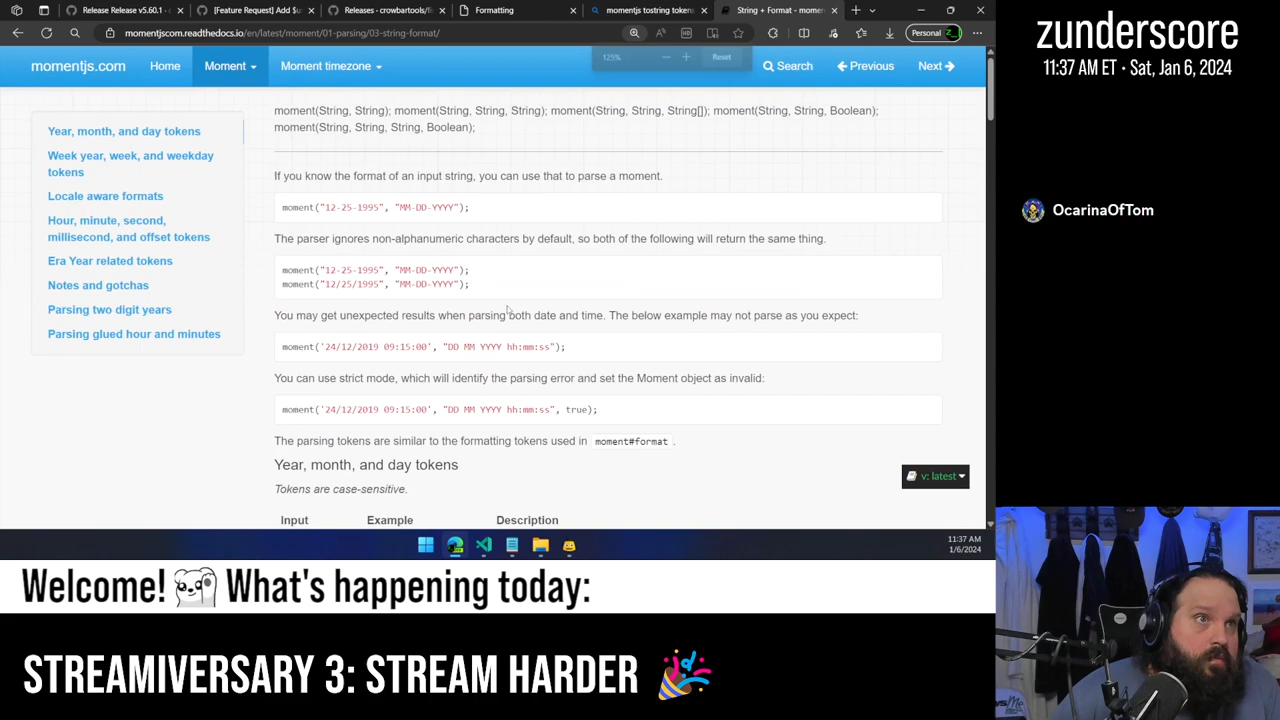 Release Release v5.60.1 -
[Feature Request] Add $u
Releases · crowbartools/fi
Formatting
momentjs tostring token
String + Format - momen
momentjscom.readthedocs.io/en/latest/moment/01-parsing/03-string-format/
Personal
momentjs.com
Home
Moment
Moment timezone
125%
Reset
Search
Previous
Next
Year, month, and day tokens
Week year, week, and weekday
tokens
Locale aware formats
Hour, minute, second,
millisecond, and offset tokens
Era Year related tokens
Notes and gotchas
Parsing two digit years
Parsing glued hour and minutes
moment(String, String); moment(String, String, String); moment(String, String, String[]); moment(String, String, Boolean);
moment(String, String, String, Boolean);
If you know the format of an input string, you can use that to parse a moment.
moment("12-25-1995", "MM-DD-YYYY");
The parser ignores non-alphanumeric characters by default, so both of the following will return the same thing.
moment("12-25-1995", "MM-DD-YYYY");
moment("12/25/1995", "MM-DD-YYYY");
You may get unexpected results when parsing both date and time. The below example may not parse as you expect:
moment('24/12/2019 09:15:00', "DD MM YYYY hh:mm:ss");
You can use strict mode, which will identify the parsing error and set the Moment object as invalid:
moment('24/12/2019 09:15:00', "DD MM YYYY hh:mm:ss", true);
The parsing tokens are similar to the formatting tokens used in moment#format .
Year, month, and day tokens
Tokens are case-sensitive.
Input Example Description
v: latest
11:37 AM
1/6/2024
zunderscore
11:37 AM ET • Sat, Jan 6, 2024
OcarinaOfTom
Welcome! What's happening today:
STREAMIVERSARY 3: STREAM HARDER